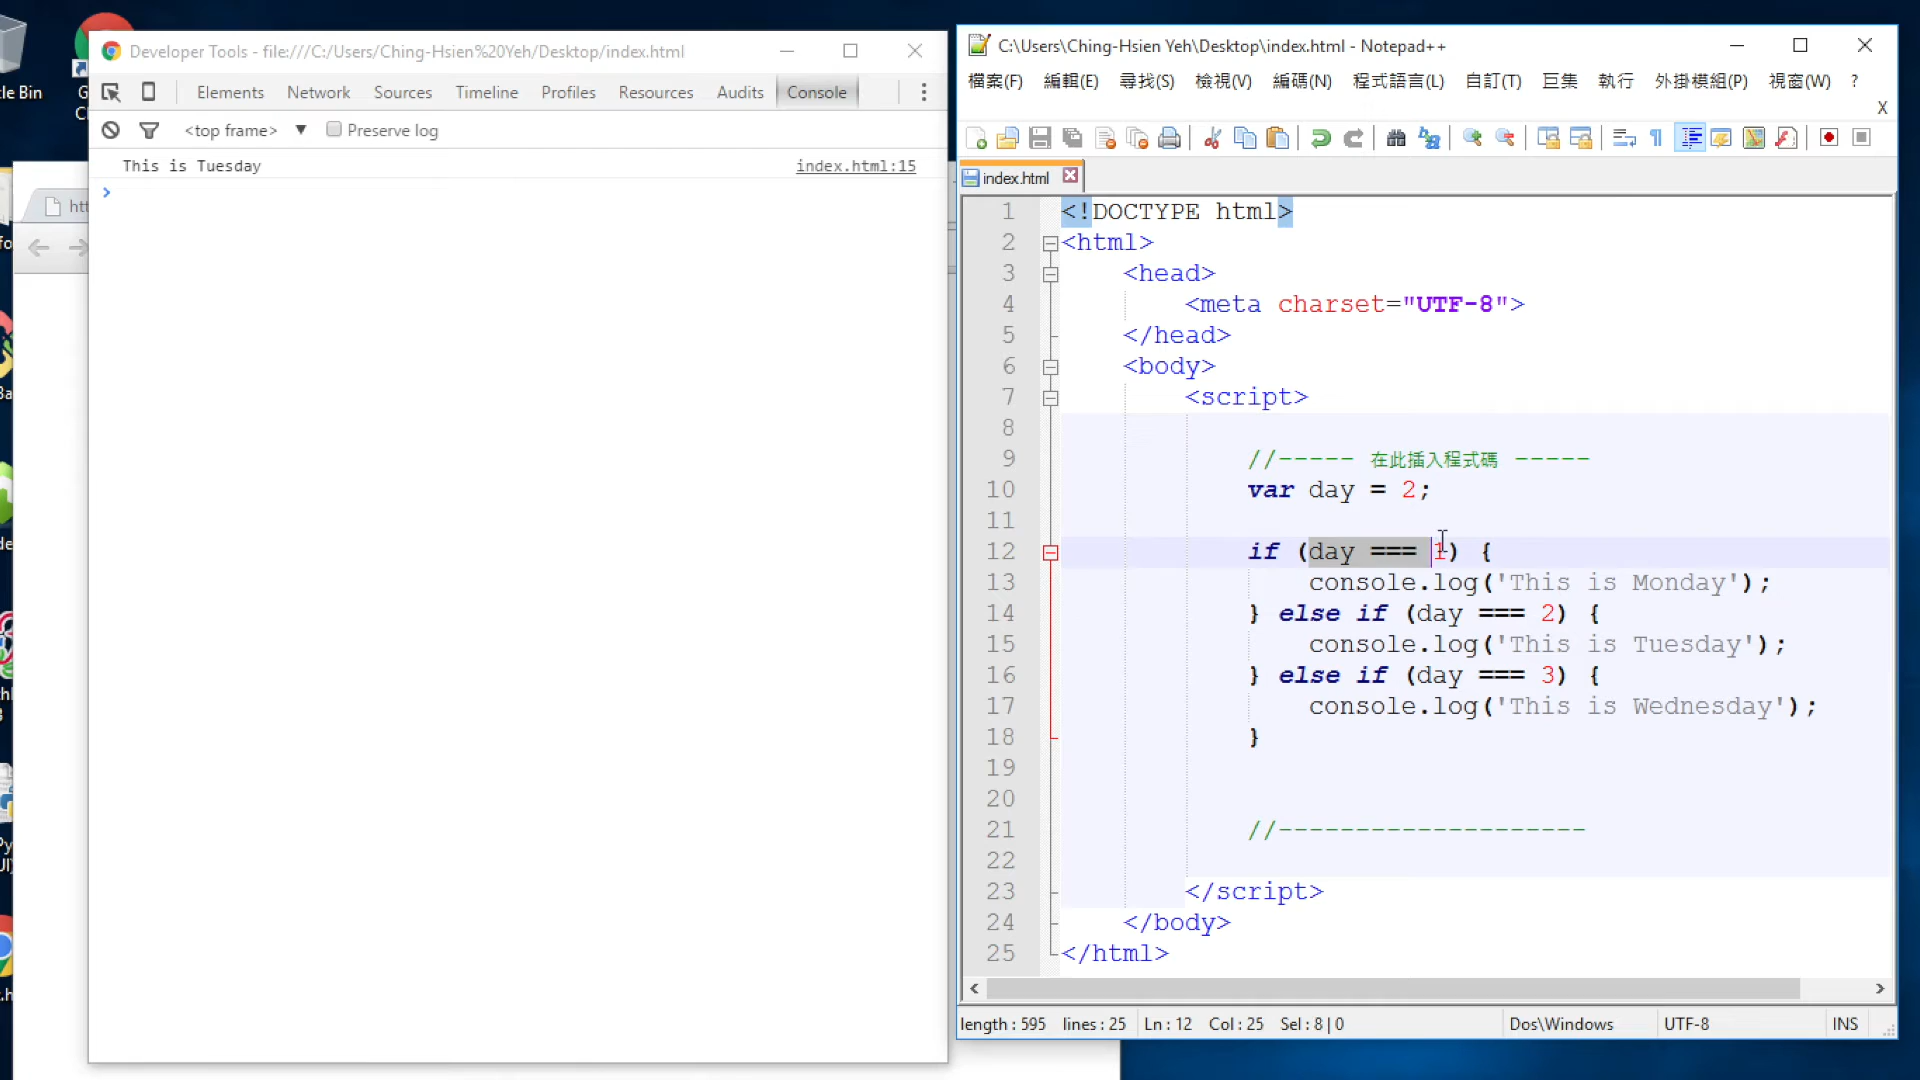 Developer Tools - file:///C:/Users/Ching-Hsien%20Yeh/Desktop/index.html
Elements Network Sources Timeline Profiles Resources Audits Console
<top frame> ▼ Preserve log
This is Tuesday index.html:15
>
C:\Users\Ching-Hsien Yeh\Desktop\index.html - Notepad++
檔案(F) 編輯(E) 尋找(S) 檢視(V) 編碼(N) 程式語言(L) 自訂(T) 巨集 執行 外掛模組(P) 視窗(W) ?
X
index.html
1 <!DOCTYPE html>
2 <html>
3 <head>
4 <meta charset="UTF-8">
5 </head>
6 <body>
7 <script>
8
9 //----- 在此插入程式碼 -----
10 var day = 2;
11
12 if (day === 1) {
13 console.log('This is Monday');
14 } else if (day === 2) {
15 console.log('This is Tuesday');
16 } else if (day === 3) {
17 console.log('This is Wednesday');
18 }
19
20
21 //--------------------
22
23 </script>
24 </body>
25 </html>
length : 595 lines : 25 Ln : 12 Col : 25 Sel : 8 | 0 Dos\Windows UTF-8 INS